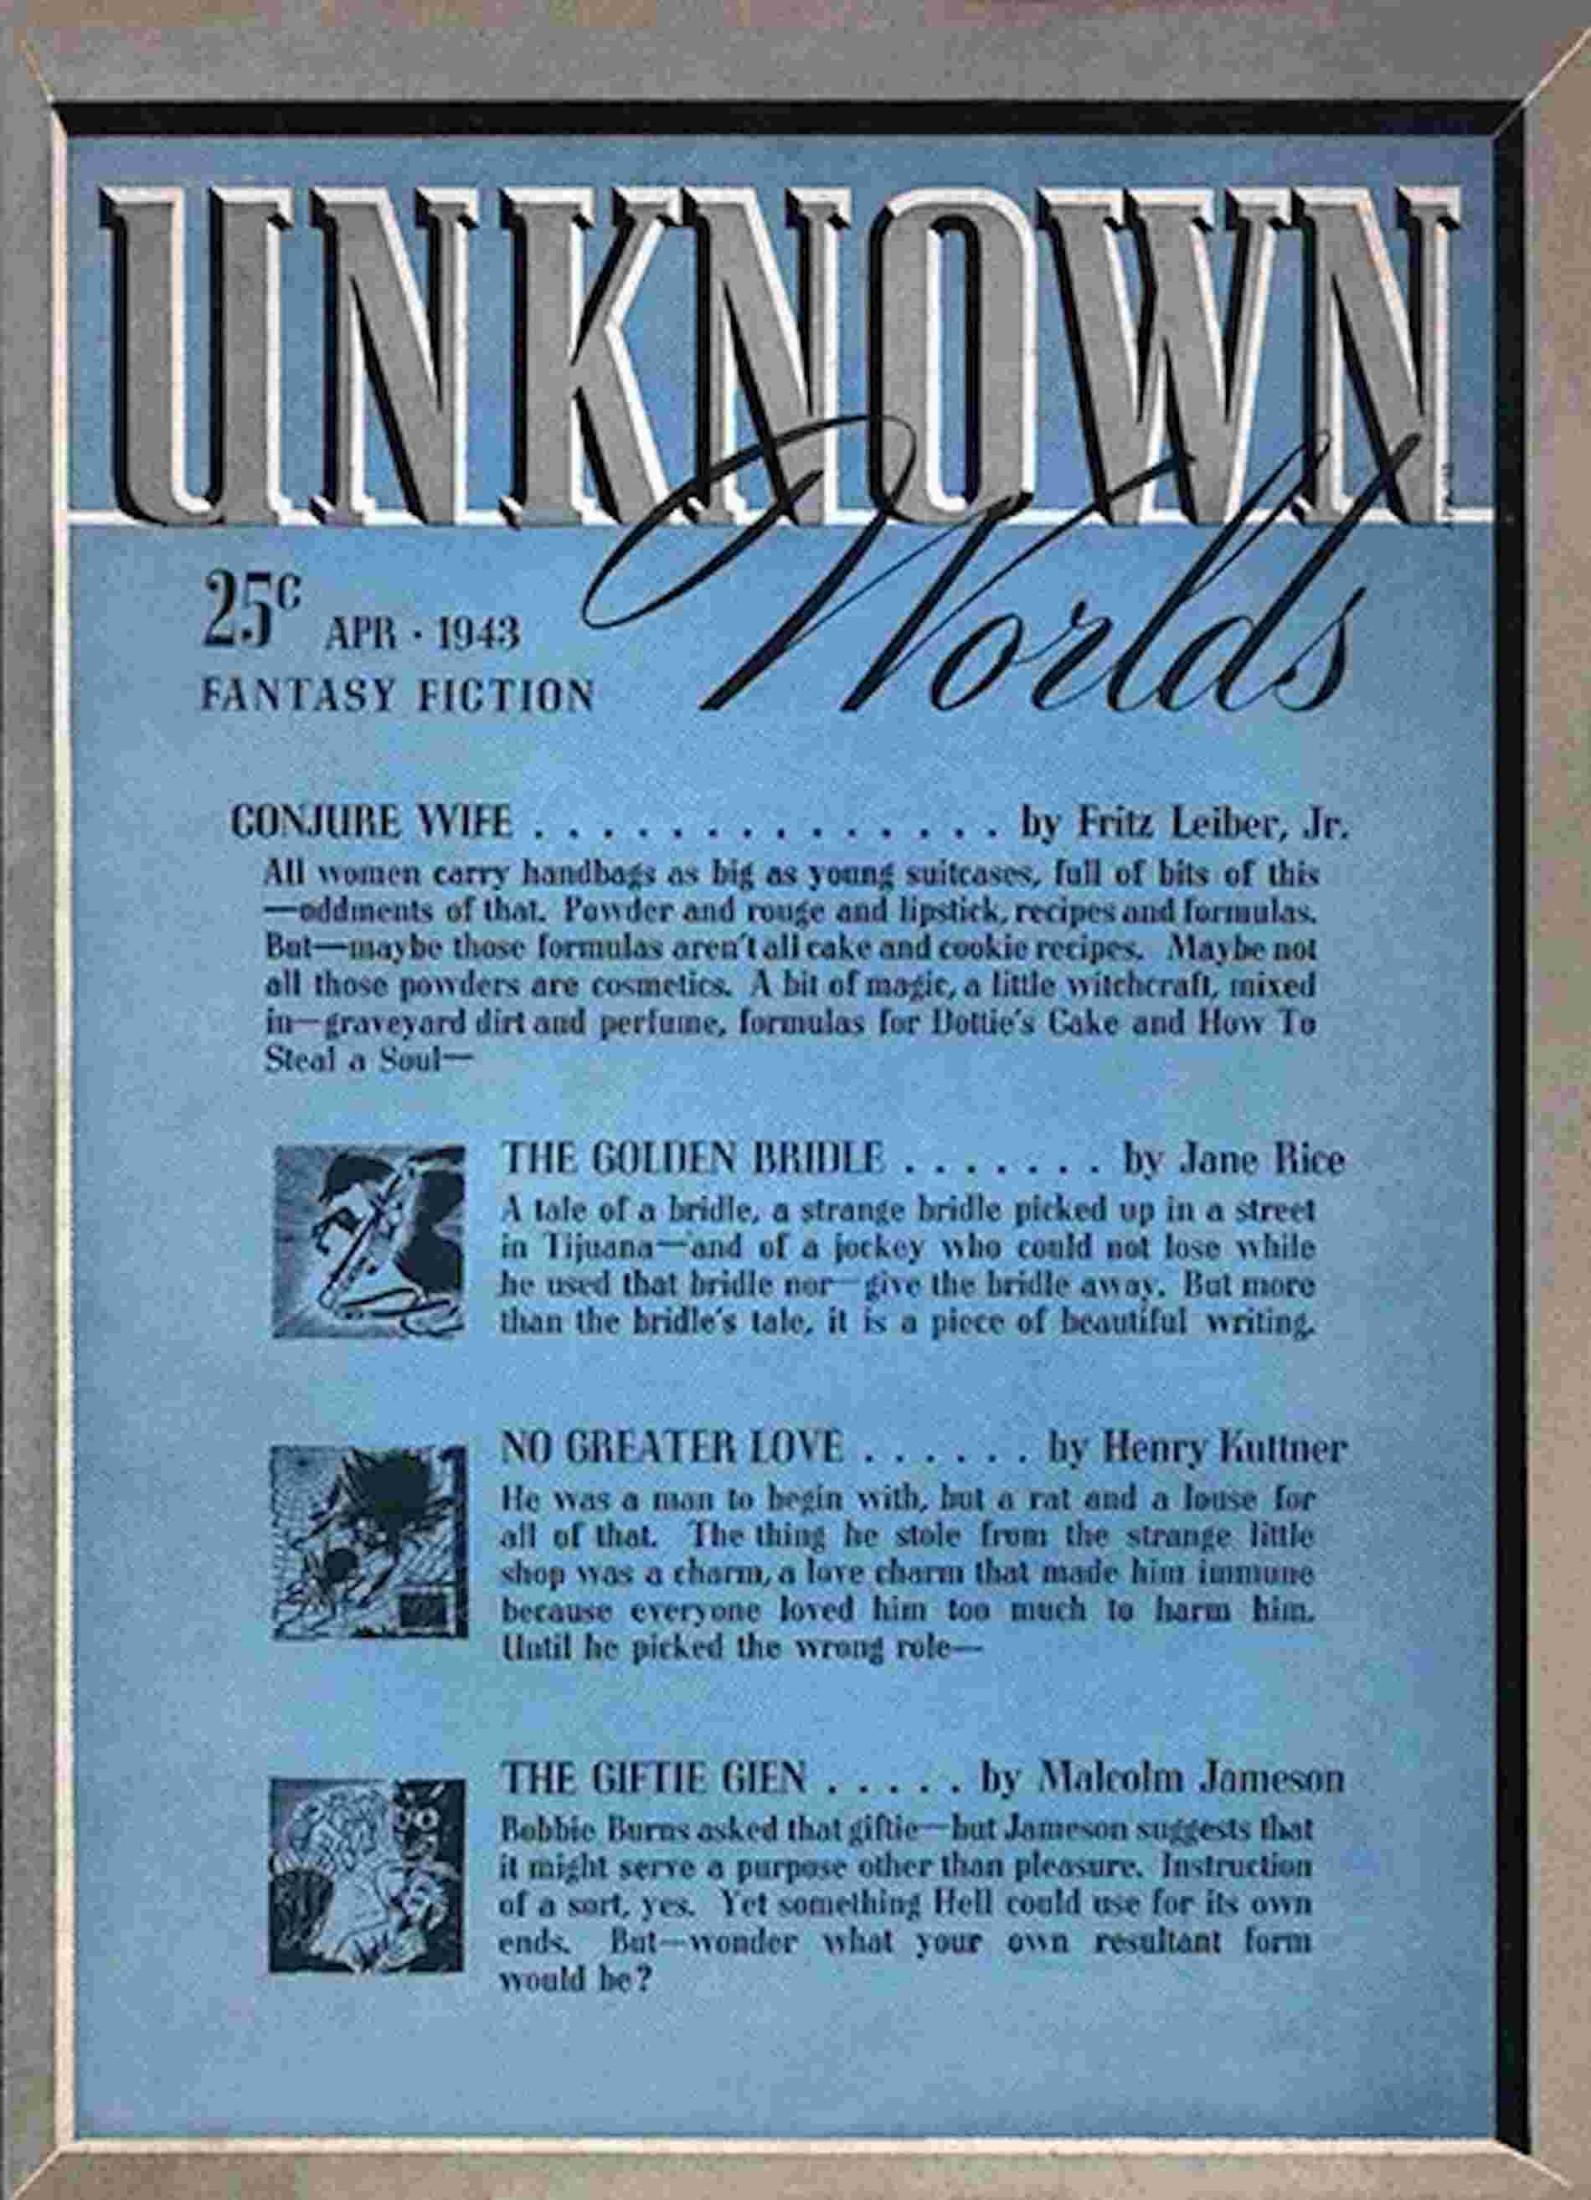 UNKNOWN
Worlds
25c APR · 1943
FANTASY FICTION
CONJURE WIFE . . . . . . . . . . . . . . by Fritz Leiber, Jr.
All women carry handbags as big as young suitcases, full of bits of this
—oddments of that. Powder and rouge and lipstick, recipes and formulas.
But—maybe those formulas aren't all cake and cookie recipes. Maybe not
all those powders are cosmetics. A bit of magic, a little witchcraft, mixed
in—graveyard dirt and perfume, formulas for Dottie's Cake and How To
Steal a Soul—
THE GOLDEN BRIDLE . . . . . . . by Jane Rice
A tale of a bridle, a strange bridle picked up in a street
in Tijuana—and of a jockey who could not lose while
he used that bridle nor—give the bridle away. But more
than the bridle's tale, it is a piece of beautiful writing.
NO GREATER LOVE . . . . . . by Henry Kuttner
He was a man to begin with, but a rat and a louse for
all of that. The thing he stole from the strange little
shop was a charm, a love charm that made him immune
because everyone loved him too much to harm him.
Until he picked the wrong role—
THE GIFTIE GIEN . . . . . by Malcolm Jameson
Bobbie Burns asked that giftie—but Jameson suggests that
it might serve a purpose other than pleasure. Instruction
of a sort, yes. Yet something Hell could use for its own
ends. But—wonder what your own resultant form
would be?